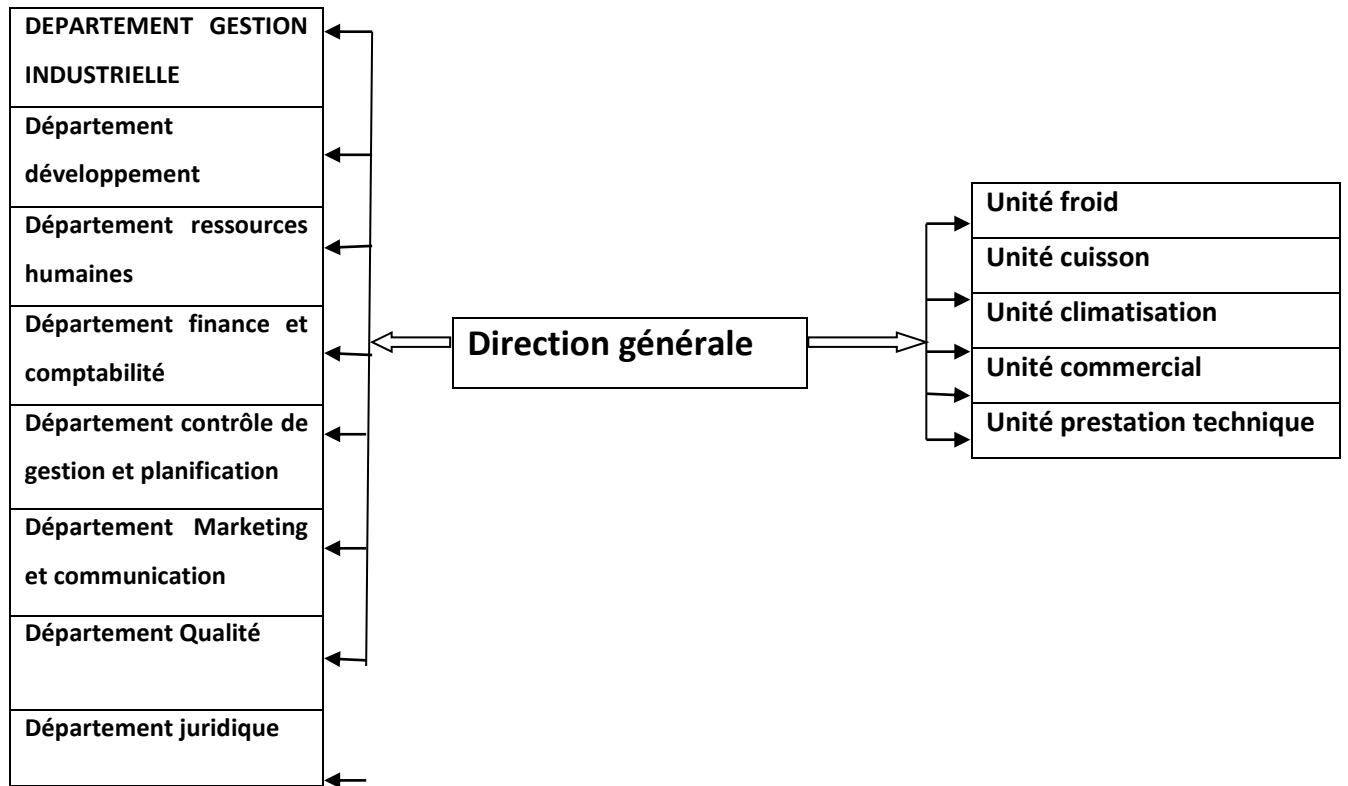 DEPARTEMENT GESTION
INDUSTRIELLE
Département
développement
Département ressources
humaines
Département finance et
comptabilité
Département contrôle de
gestion et planification
Département Marketing
et communication
Département Qualité
Département juridique
Direction générale
Unité froid
Unité cuisson
Unité climatisation
Unité commercial
Unité prestation technique